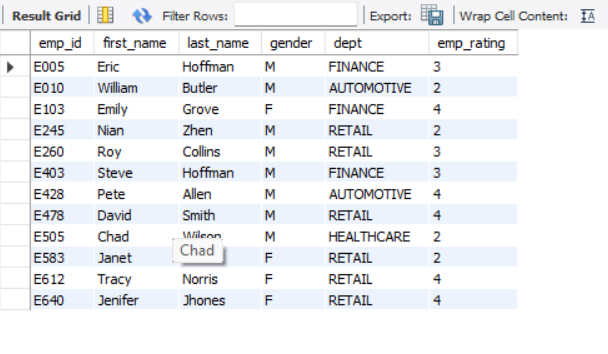 Result Grid Filter Rows: Export: Wrap Cell Content: IA
emp_id first_name last_name gender dept emp_rating
E005 Eric Hoffman M FINANCE 3
E010 William Butler M AUTOMOTIVE 2
E103 Emily Grove F FINANCE 4
E245 Nian Zhen M RETAIL 2
E260 Roy Collins M RETAIL 3
E403 Steve Hoffman M FINANCE 3
E428 Pete Allen M AUTOMOTIVE 4
E478 David Smith M RETAIL 4
E505 Chad Wilson M HEALTHCARE 2
Chad
E583 Janet F RETAIL 2
E612 Tracy Norris F RETAIL 4
E640 Jenifer Jhones F RETAIL 4